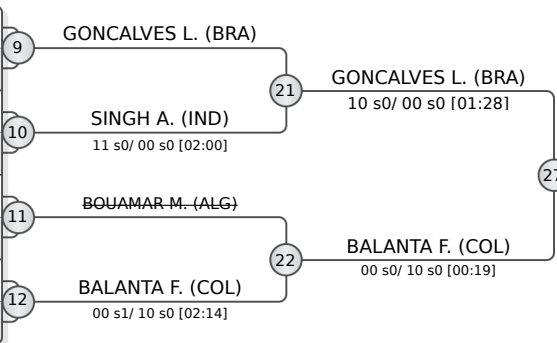 9
GONCALVES L. (BRA)
21
GONCALVES L. (BRA)
10 s0/ 00 s0 [01:28]
10
SINGH A. (IND)
11 s0/ 00 s0 [02:00]
27
11
BOUAMAR M. (ALG)
22
BALANTA F. (COL)
00 s0/ 10 s0 [00:19]
12
BALANTA F. (COL)
00 s1/ 10 s0 [02:14]